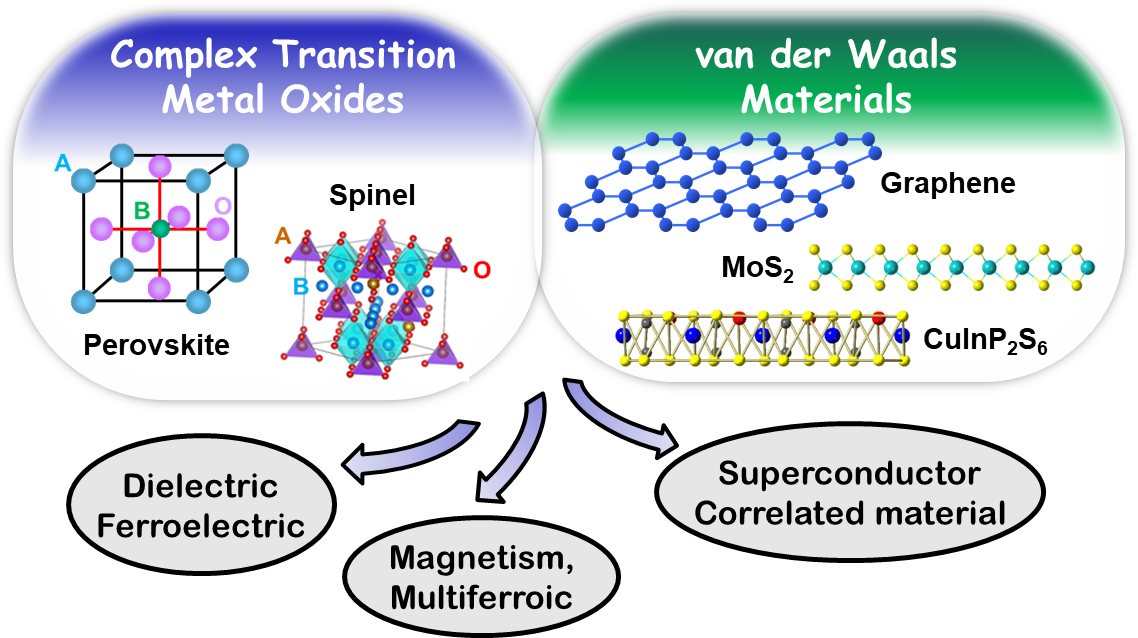 Complex Transition
Metal Oxides
A
B
O
Perovskite
Spinel
A
B
O
van der Waals
Materials
Graphene
MoS₂
CuInP₂S₆
Dielectric
Ferroelectric
Magnetism,
Multiferroic
Superconductor
Correlated material